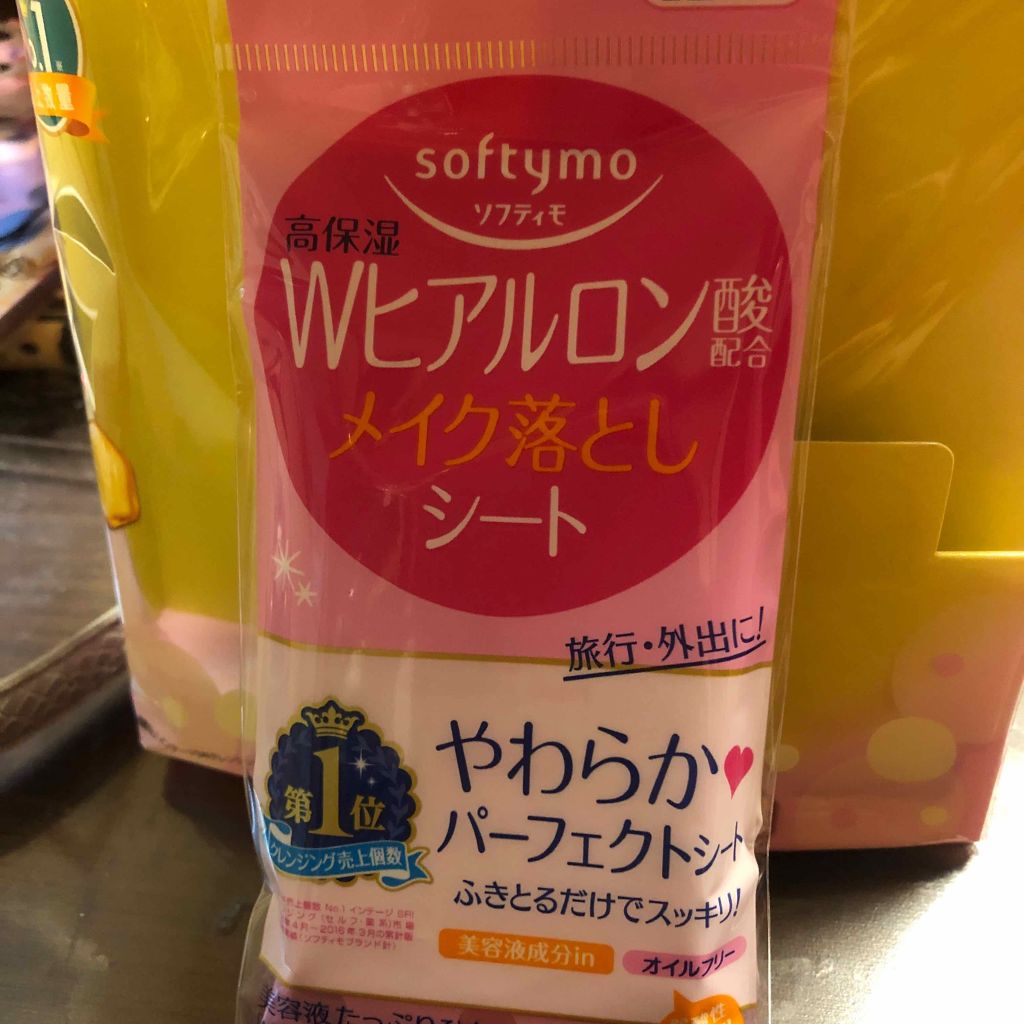 softymo
ソフティモ
高保湿
Wヒアルロン酸
配合
メイク落とし
シート
旅行・外出に!
第1位
クレンジング売上個数
やわらか♥
パーフェクトシート
ふきとるだけでスッキリ!
美容液成分in
オイルフリー